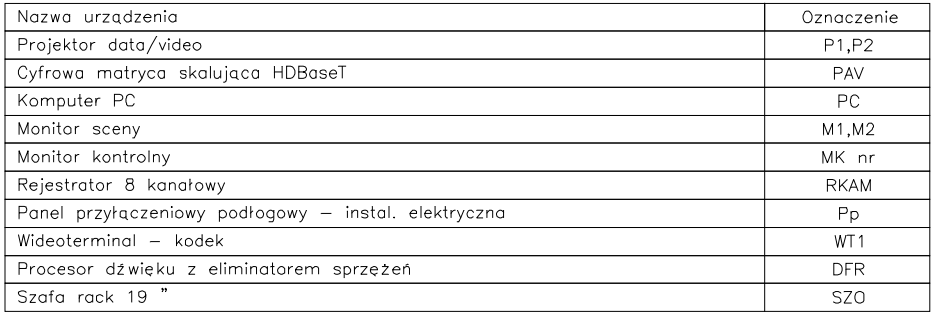 Nazwa urządzenia Oznaczenie
Projektor data/video P1,P2
Cyfrowa matryca skalująca HDBaseT PAV
Komputer PC PC
Monitor sceny M1,M2
Monitor kontrolny MK nr
Rejestrator 8 kanałowy RKAM
Panel przyłączeniowy podłogowy – instal. elektryczna Pp
Wideoterminal – kodek WT1
Procesor dźwięku z eliminatorem sprzężeń DFR
Szafa rack 19 " SZO